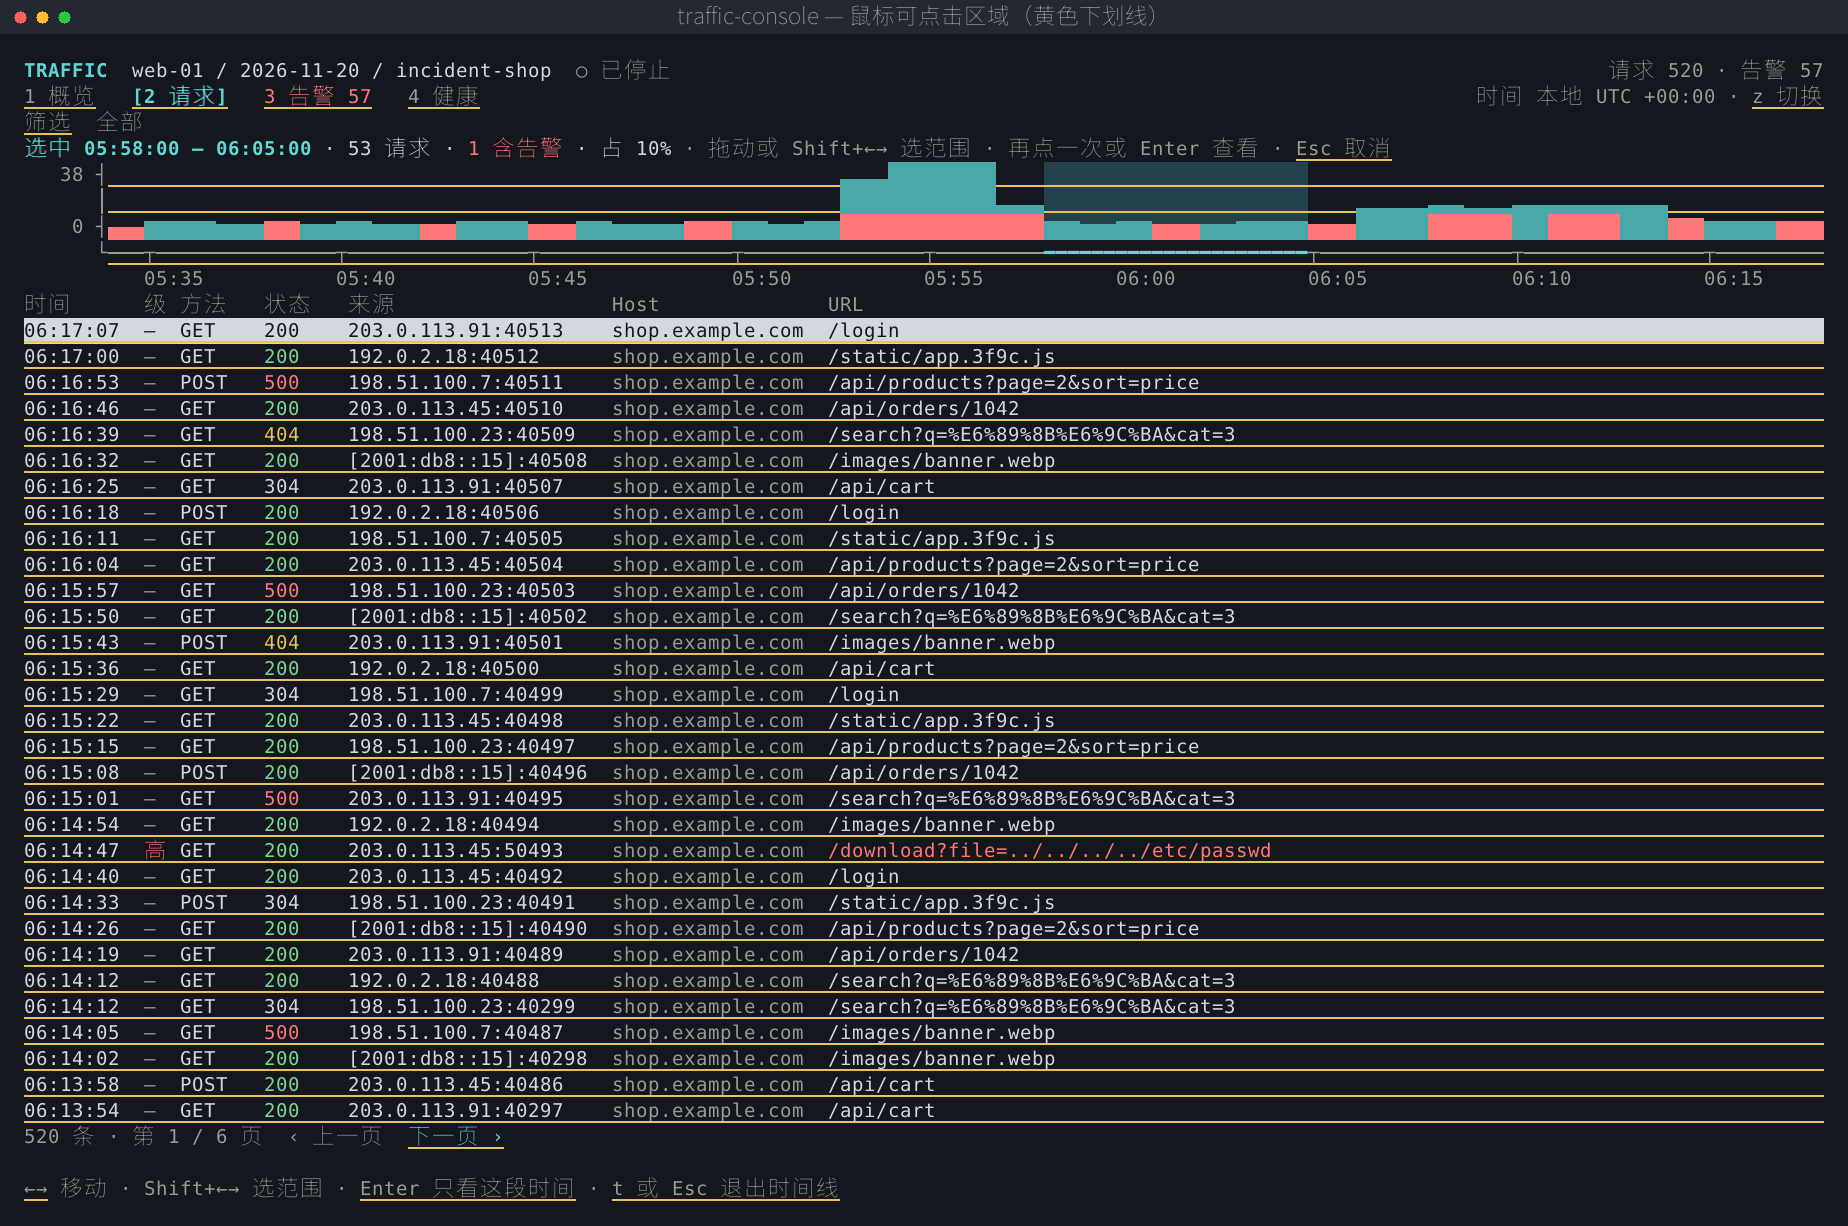 traffic-console — 鼠标可点击区域（黄色下划线）
TRAFFIC web-01 / 2026-11-20 / incident-shop ○ 已停止 请求 520 · 告警 57
1 概览 [2 请求] 3 告警 57 4 健康 时间 本地 UTC +00:00 · z 切换
筛选 全部
选中 05:58:00 — 06:05:00 · 53 请求 · 1 含告警 · 占 10% · 拖动或 Shift+←→ 选范围 · 再点一次或 Enter 查看 · Esc 取消
38
0
05:35 05:40 05:45 05:50 05:55 06:00 06:05 06:10 06:15
时间 级 方法 状态 来源 Host URL
06:17:07 — GET 200 203.0.113.91:40513 shop.example.com /login
06:17:00 — GET 200 192.0.2.18:40512 shop.example.com /static/app.3f9c.js
06:16:53 — POST 500 198.51.100.7:40511 shop.example.com /api/products?page=2&sort=price
06:16:46 — GET 200 203.0.113.45:40510 shop.example.com /api/orders/1042
06:16:39 — GET 404 198.51.100.23:40509 shop.example.com /search?q=%E6%89%8B%E6%9C%BA&cat=3
06:16:32 — GET 200 [2001:db8::15]:40508 shop.example.com /images/banner.webp
06:16:25 — GET 304 203.0.113.91:40507 shop.example.com /api/cart
06:16:18 — POST 200 192.0.2.18:40506 shop.example.com /login
06:16:11 — GET 200 198.51.100.7:40505 shop.example.com /static/app.3f9c.js
06:16:04 — GET 200 203.0.113.45:40504 shop.example.com /api/products?page=2&sort=price
06:15:57 — GET 500 198.51.100.23:40503 shop.example.com /api/orders/1042
06:15:50 — GET 200 [2001:db8::15]:40502 shop.example.com /search?q=%E6%89%8B%E6%9C%BA&cat=3
06:15:43 — POST 404 203.0.113.91:40501 shop.example.com /images/banner.webp
06:15:36 — GET 200 192.0.2.18:40500 shop.example.com /api/cart
06:15:29 — GET 304 198.51.100.7:40499 shop.example.com /login
06:15:22 — GET 200 203.0.113.45:40498 shop.example.com /static/app.3f9c.js
06:15:15 — GET 200 198.51.100.23:40497 shop.example.com /api/products?page=2&sort=price
06:15:08 — POST 200 [2001:db8::15]:40496 shop.example.com /api/orders/1042
06:15:01 — GET 500 203.0.113.91:40495 shop.example.com /search?q=%E6%89%8B%E6%9C%BA&cat=3
06:14:54 — GET 200 192.0.2.18:40494 shop.example.com /images/banner.webp
06:14:47 高 GET 200 203.0.113.45:50493 shop.example.com /download?file=../../../../etc/passwd
06:14:40 — GET 200 203.0.113.45:40492 shop.example.com /login
06:14:33 — POST 304 198.51.100.23:40491 shop.example.com /static/app.3f9c.js
06:14:26 — GET 200 [2001:db8::15]:40490 shop.example.com /api/products?page=2&sort=price
06:14:19 — GET 200 203.0.113.91:40489 shop.example.com /api/orders/1042
06:14:12 — GET 200 192.0.2.18:40488 shop.example.com /search?q=%E6%89%8B%E6%9C%BA&cat=3
06:14:12 — GET 304 198.51.100.23:40299 shop.example.com /search?q=%E6%89%8B%E6%9C%BA&cat=3
06:14:05 — GET 500 198.51.100.7:40487 shop.example.com /images/banner.webp
06:14:02 — GET 200 [2001:db8::15]:40298 shop.example.com /images/banner.webp
06:13:58 — POST 200 203.0.113.45:40486 shop.example.com /api/cart
06:13:54 — GET 200 203.0.113.91:40297 shop.example.com /api/cart
520 条 · 第 1 / 6 页 ‹ 上一页 下一页 ›
←→ 移动 · Shift+←→ 选范围 · Enter 只看这段时间 · t 或 Esc 退出时间线